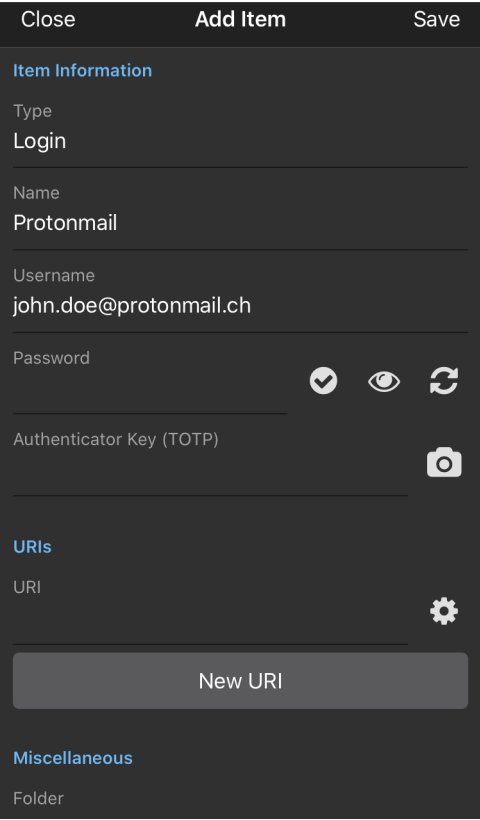 Close Add Item Save
Item Information
Type
Login
Name
Protonmail
Username
john.doe@protonmail.ch
Password
Authenticator Key (TOTP)
URIs
URI
New URI
Miscellaneous
Folder